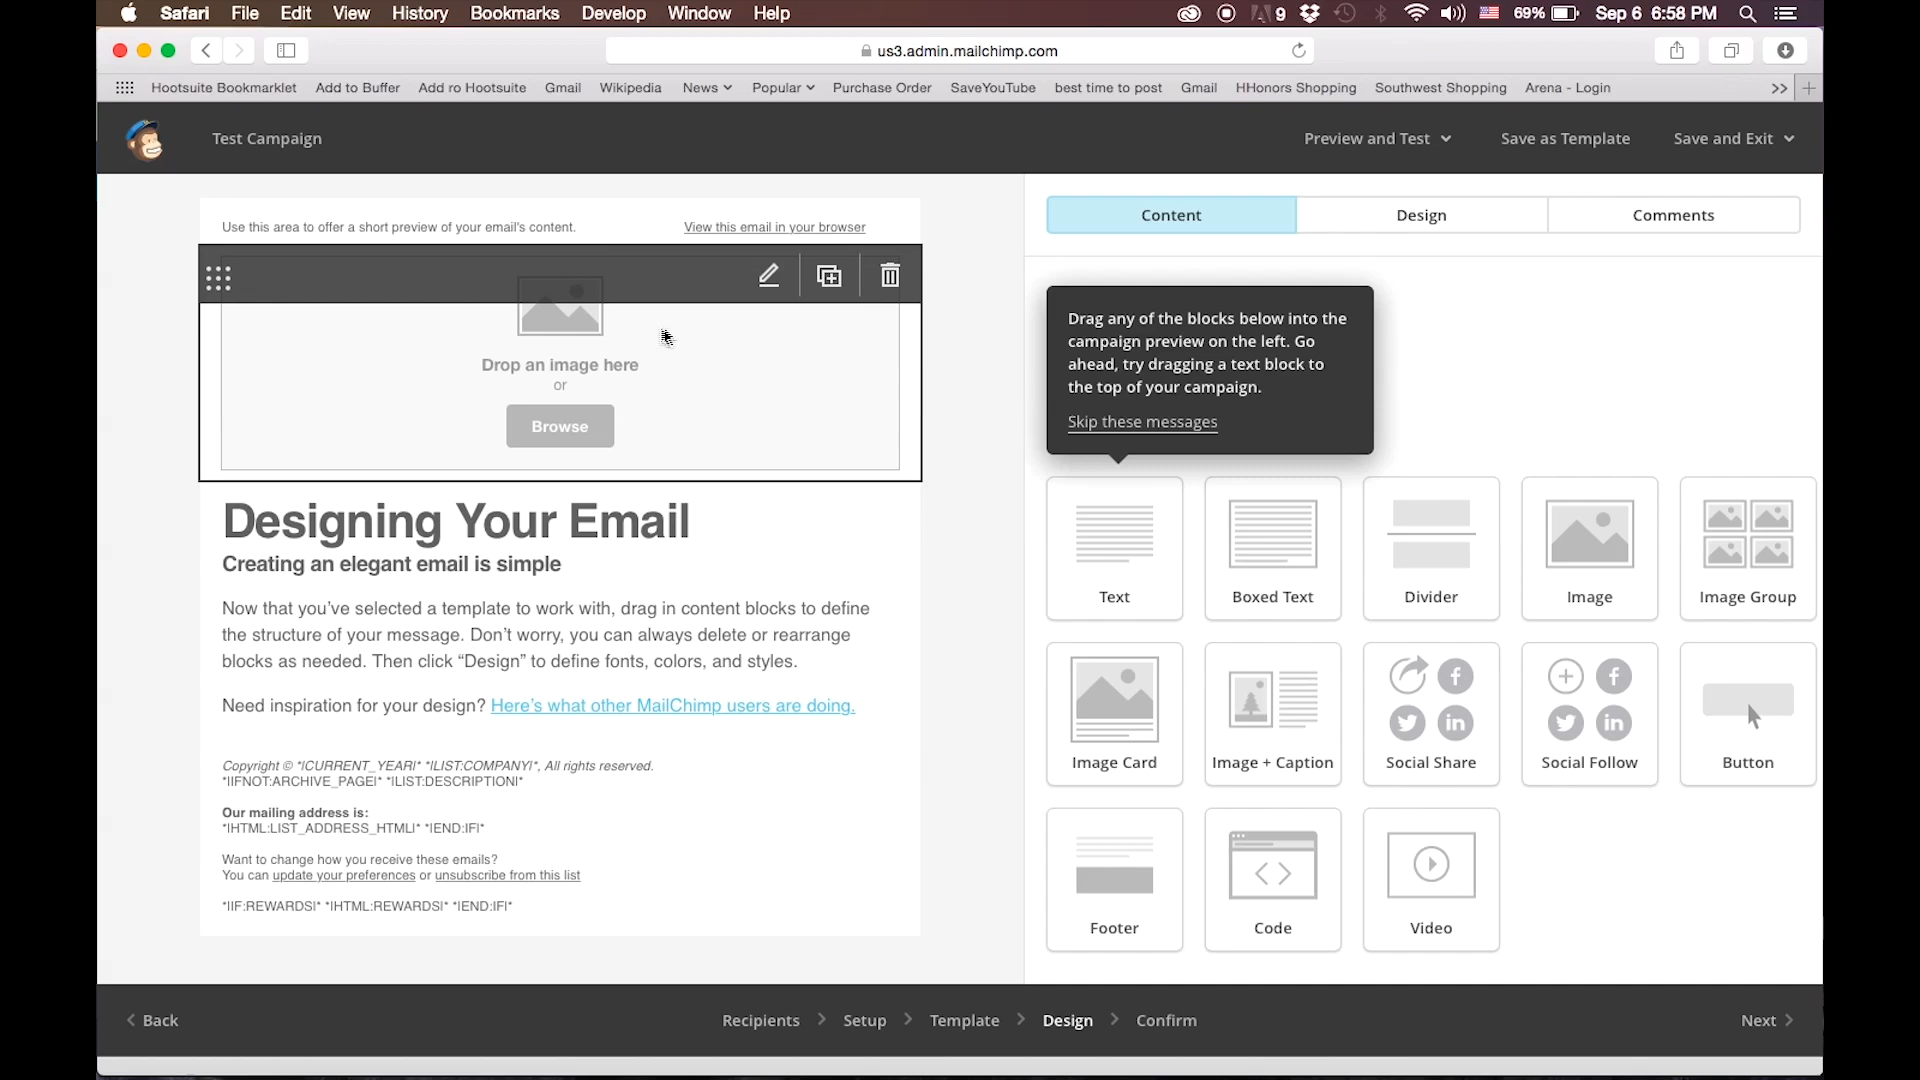 Safari File Edit View History Bookmarks Develop Window Help 9 69% Sep 6 6:58 PM
us3.admin.mailchimp.com
Hootsuite Bookmarklet Add to Buffer Add ro Hootsuite Gmail Wikipedia News Popular Purchase Order SaveYouTube best time to post Gmail HHonors Shopping Southwest Shopping Arena - Login
Test Campaign Preview and Test Save as Template Save and Exit
Use this area to offer a short preview of your email's content. View this email in your browser
Drop an image here
or
Browse
Designing Your Email
Creating an elegant email is simple
Now that you've selected a template to work with, drag in content blocks to define
the structure of your message. Don't worry, you can always delete or rearrange
blocks as needed. Then click “Design” to define fonts, colors, and styles.
Need inspiration for your design? Here's what other MailChimp users are doing.
Copyright © *|CURRENT_YEAR|* *|LIST:COMPANY|*, All rights reserved.
*|IFNOT:ARCHIVE_PAGE|* *|LIST:DESCRIPTION|*
Our mailing address is:
*|HTML:LIST_ADDRESS_HTML|* *|END:IF|*
Want to change how you receive these emails?
You can update your preferences or unsubscribe from this list
*|IF:REWARDS|* *|HTML:REWARDS|* *|END:IF|*
Content Design Comments
Drag any of the blocks below into the
campaign preview on the left. Go
ahead, try dragging a text block to
the top of your campaign.
Skip these messages
Text Boxed Text Divider Image Image Group
Image Card Image + Caption Social Share Social Follow Button
Footer Code Video
Back Recipients Setup Template Design Confirm Next